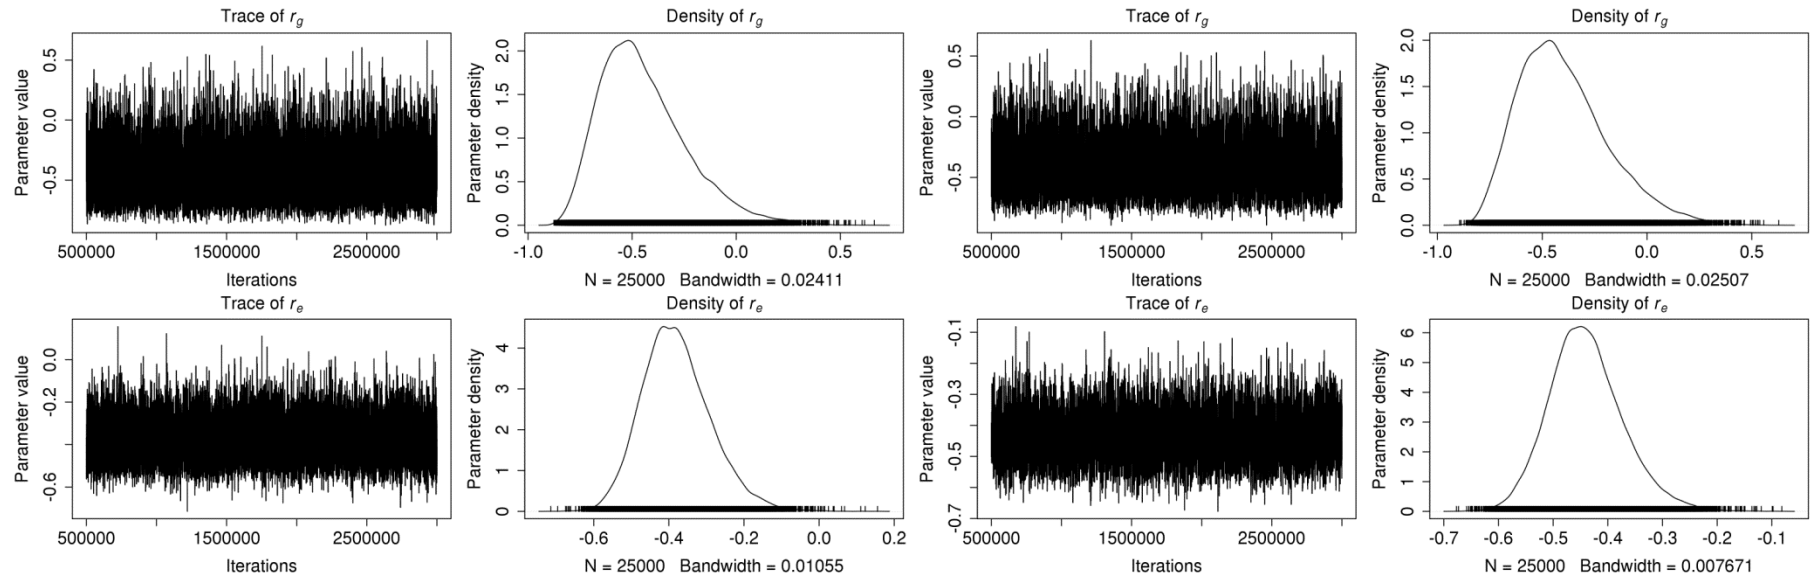 Trace of r_g
Parameter value
0.5
0.0
-0.5
5000000 1500000 2500000
Iterations
Density of r_g
Parameter density
2.0
1.5
1.0
0.5
0.0
-1.0 -0.5 0.0 0.5
N = 25000 Bandwidth = 0.02411
Trace of r_g
Parameter value
0.5
0.0
-0.5
5000000 1500000 2500000
Iterations
Density of r_g
Parameter density
2.0
1.5
1.0
0.5
0.0
-1.0 -0.5 0.0 0.5
N = 25000 Bandwidth = 0.02507
Trace of r_e
Parameter value
0.0
-0.2
-0.6
5000000 1500000 2500000
Iterations
Density of r_e
Parameter density
4
3
2
1
0
-0.6 -0.4 -0.2 0.0 0.2
N = 25000 Bandwidth = 0.01055
Trace of r_e
Parameter value
-0.1
-0.3
-0.5
-0.7
5000000 1500000 2500000
Iterations
Density of r_e
Parameter density
6
5
4
3
2
1
0
-0.7 -0.6 -0.5 -0.4 -0.3 -0.2 -0.1
N = 25000 Bandwidth = 0.007671